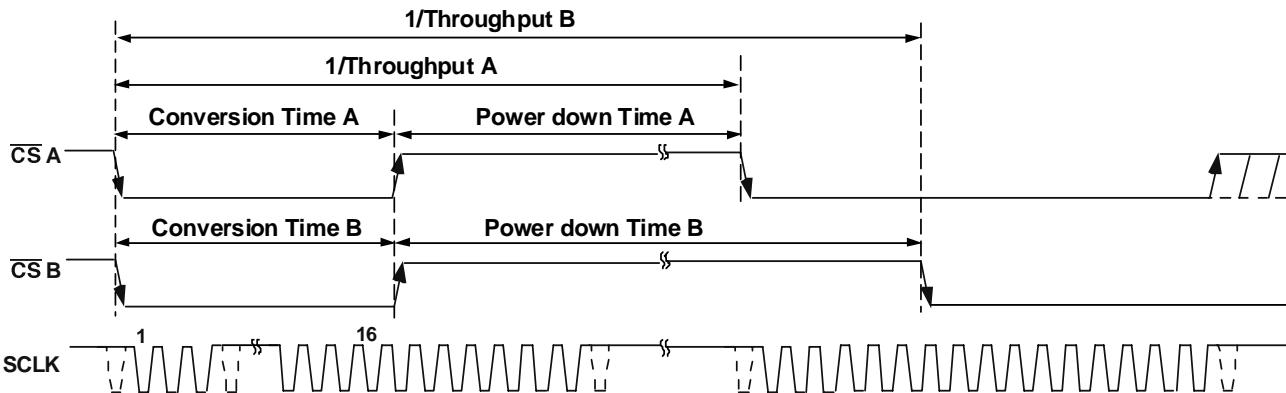 1/Throughput B
1/Throughput A
Conversion Time A
Power down Time A
CS A
Conversion Time B
Power down Time B
CS B
1
16
SCLK